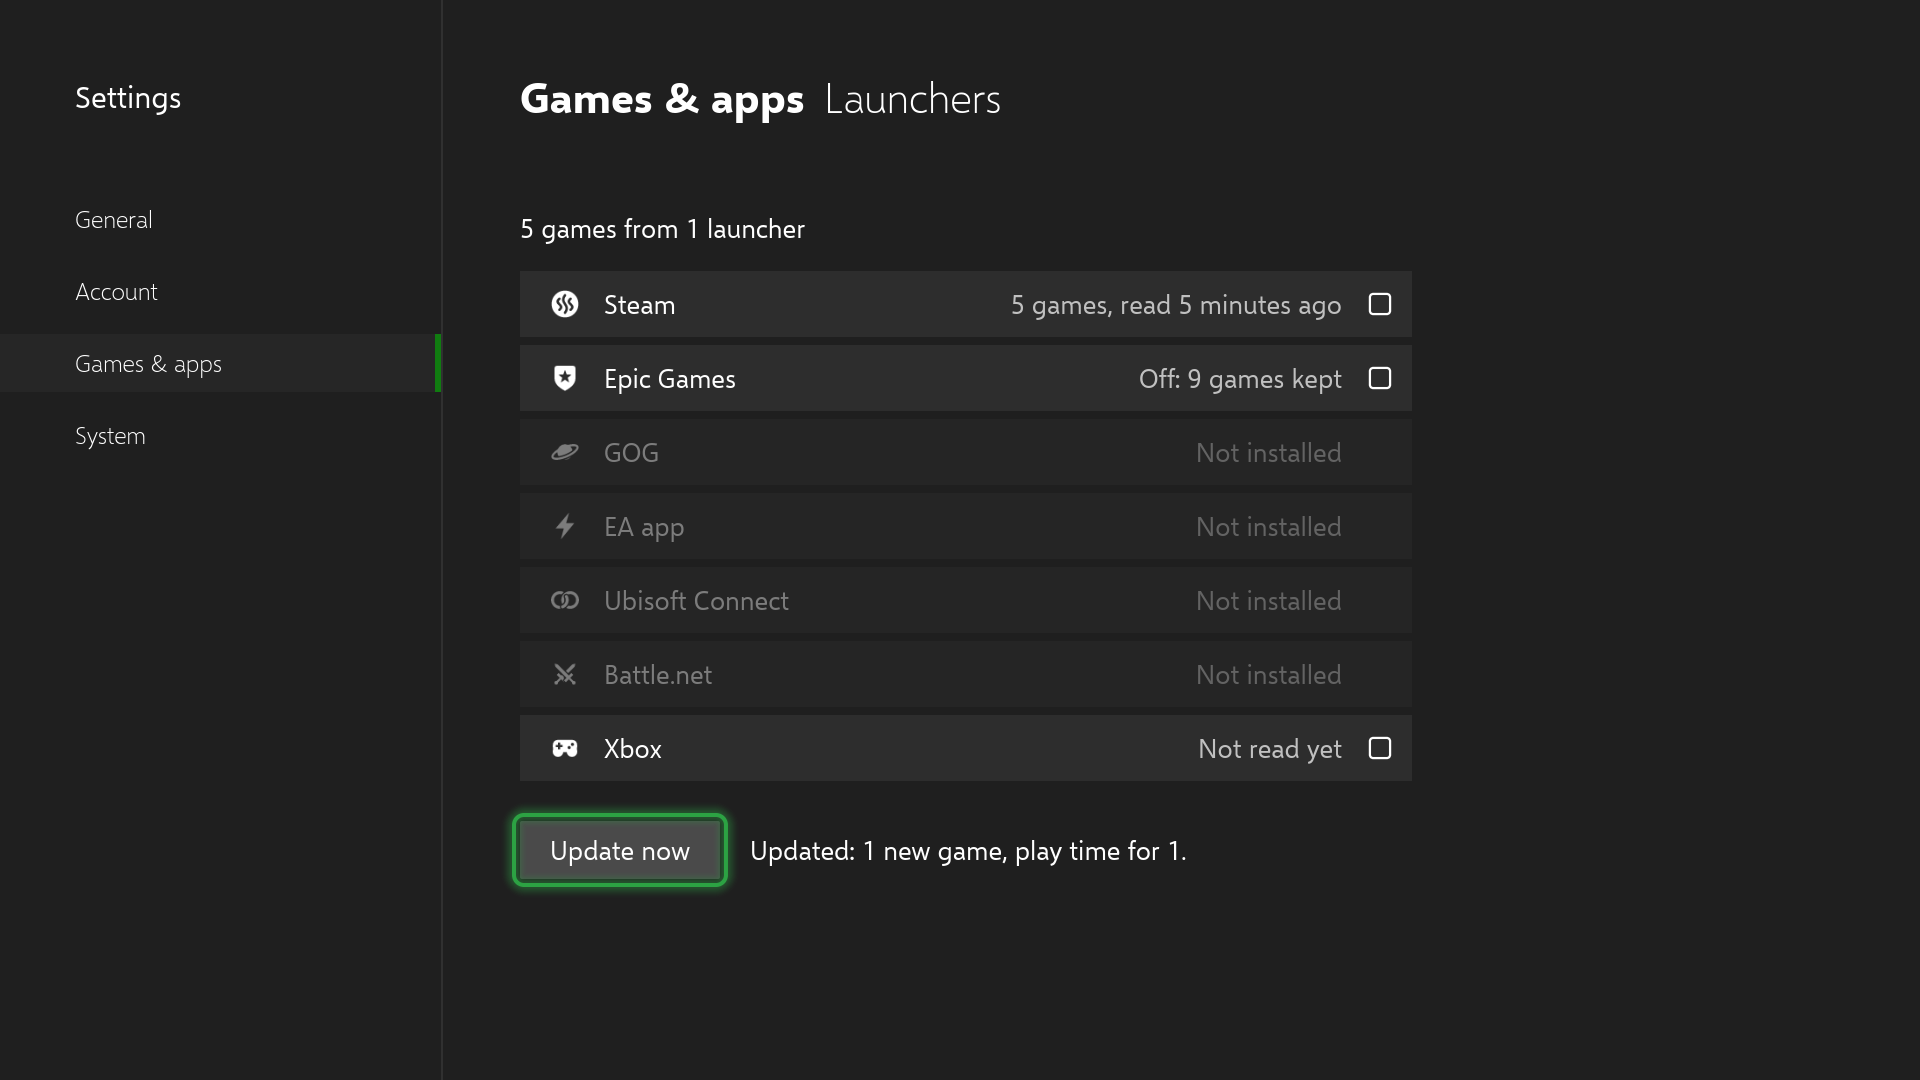 Settings
General
Account
Games & apps
System
Games & apps Launchers
5 games from 1 launcher
Steam 5 games, read 5 minutes ago
Epic Games Off: 9 games kept
GOG Not installed
EA app Not installed
Ubisoft Connect Not installed
Battle.net Not installed
Xbox Not read yet
Update now Updated: 1 new game, play time for 1.